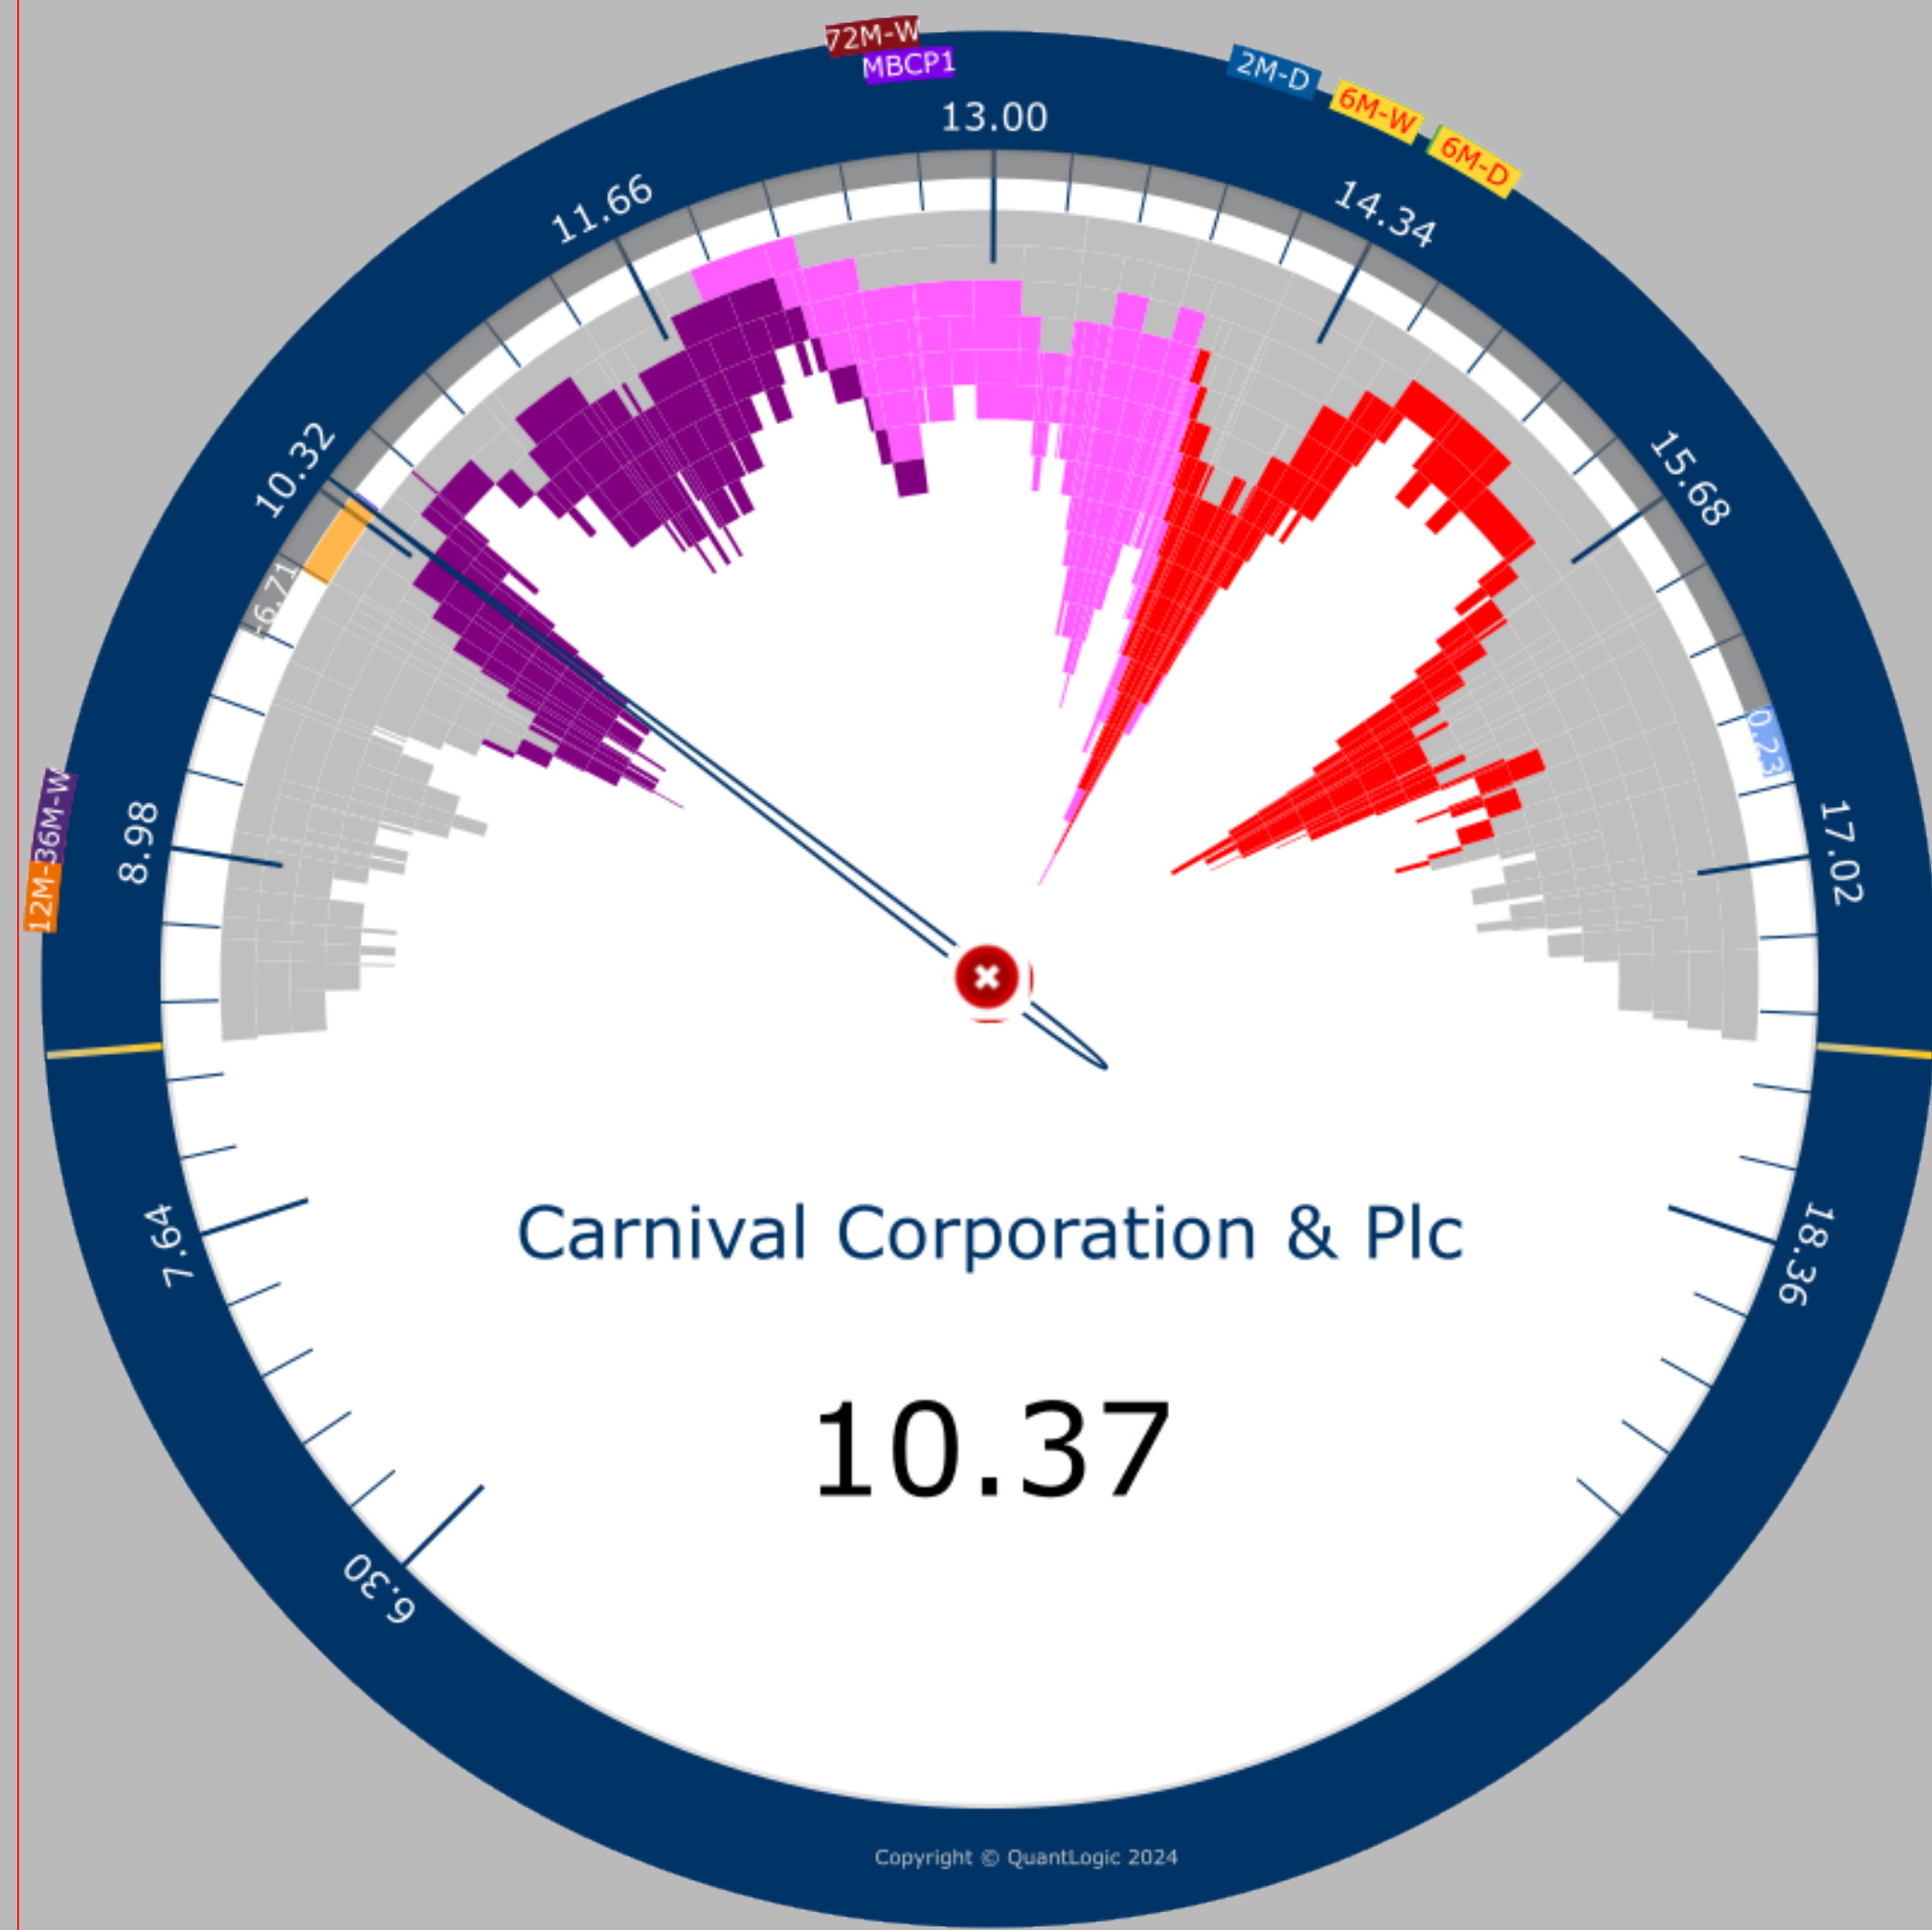 72M-W
MBCP1
2M-D
6M-W
6M-D
13.00
11.66
14.34
10.32
15.68
-6.71
0.23
36M-W
12M-
8.98
17.02
7.64
18.36
Carnival Corporation & Plc
10.37
6.30
Copyright © QuantLogic 2024